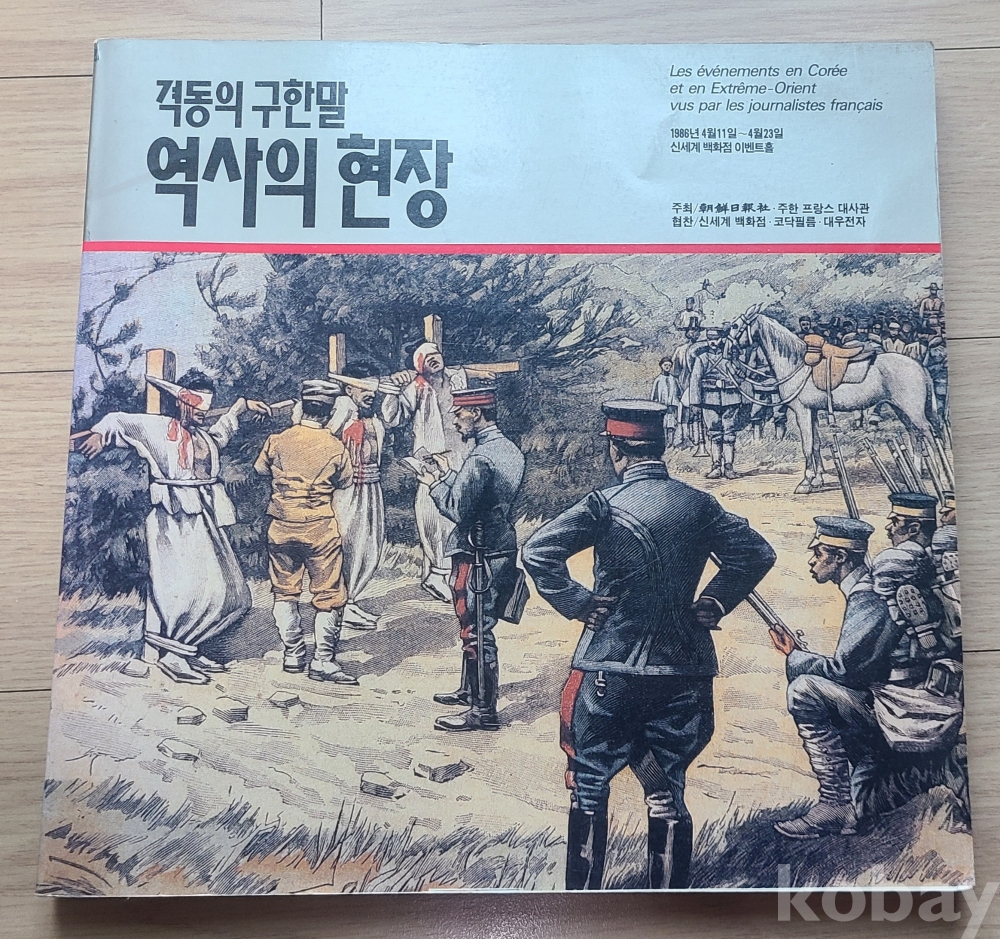 격동의 구한말
역사의 현장
Les événements en Corée
et en Extrême-Orient
vus par les journalistes français
1986년 4월11일~4월23일
신세계 백화점 이벤트홀
주최/朝鮮日報社·주한 프랑스 대사관
협찬/신세계 백화점·코닥필름·대우전자
kobay